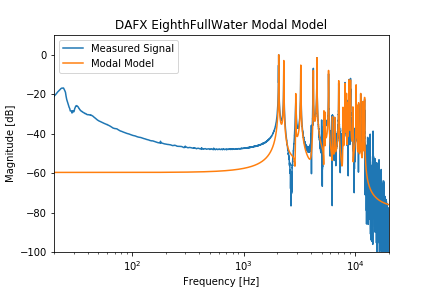 DAFX EighthFullWater Modal Model
Measured Signal
Modal Model
Magnitude [dB]
0
−20
−40
−60
−80
−100
10²
10³
10⁴
Frequency [Hz]